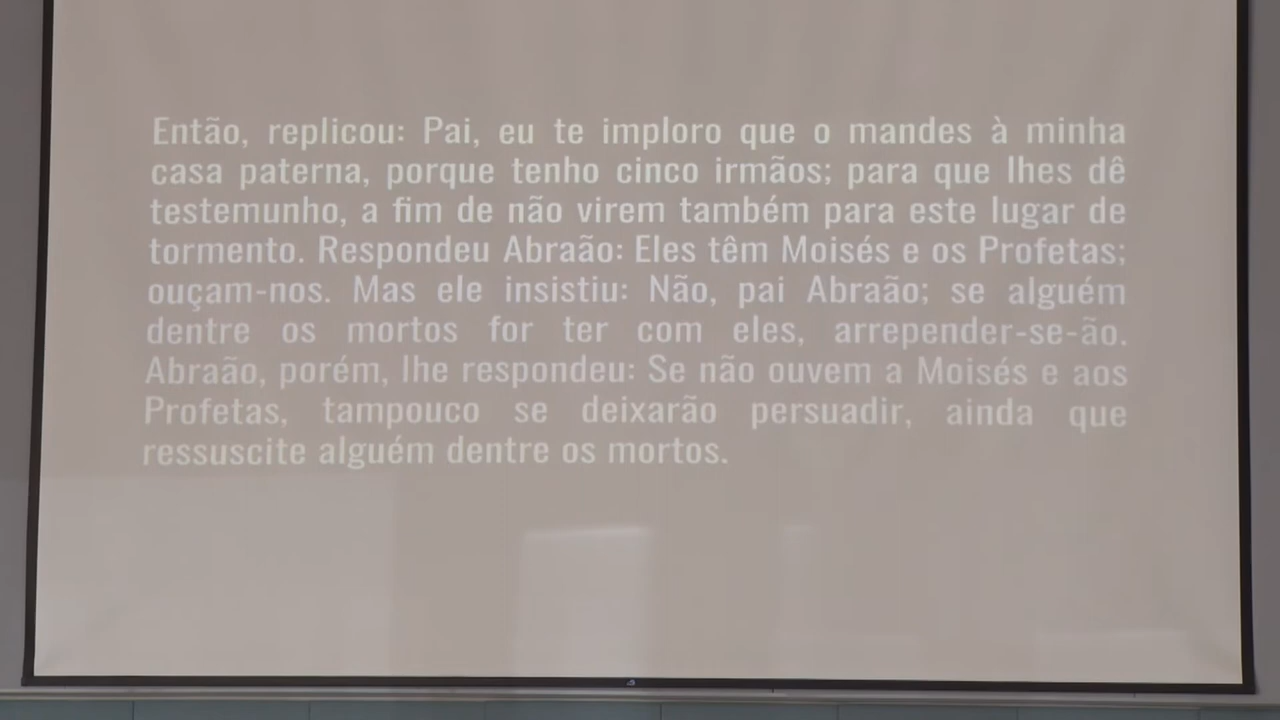 Então, replicou: Pai, eu te imploro que o mandes à minha
casa paterna, porque tenho cinco irmãos; para que lhes dê
testemunho, a fim de não virem também para este lugar de
tormento. Respondeu Abraão: Eles têm Moisés e os Profetas;
ouçam-nos. Mas ele insistiu: Não, pai Abraão; se alguém
dentre os mortos for ter com eles, arrepender-se-ão.
Abraão, porém, lhe respondeu: Se não ouvem a Moisés e aos
Profetas, tampouco se deixarão persuadir, ainda que
ressuscite alguém dentre os mortos.